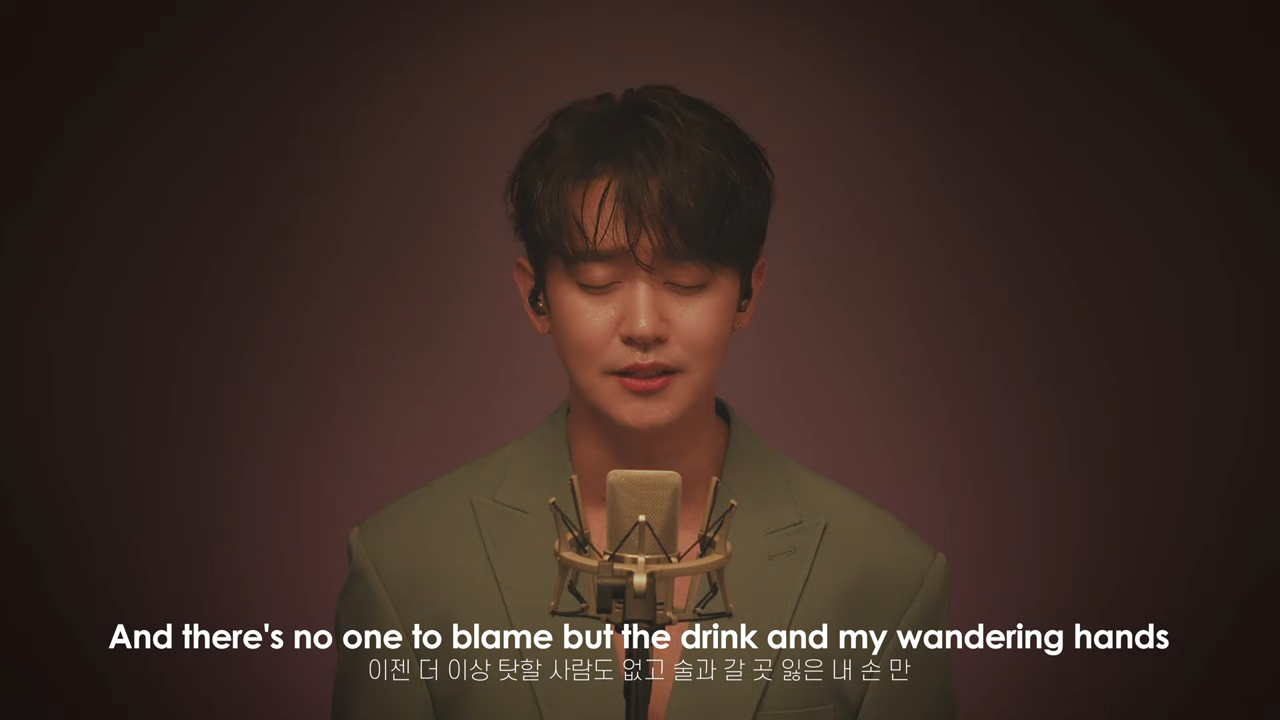 And there's no one to blame but the drink and my wandering hands
이젠 더 이상 탓할 사람도 없고 술과 갈 곳 잃은 내 손 만